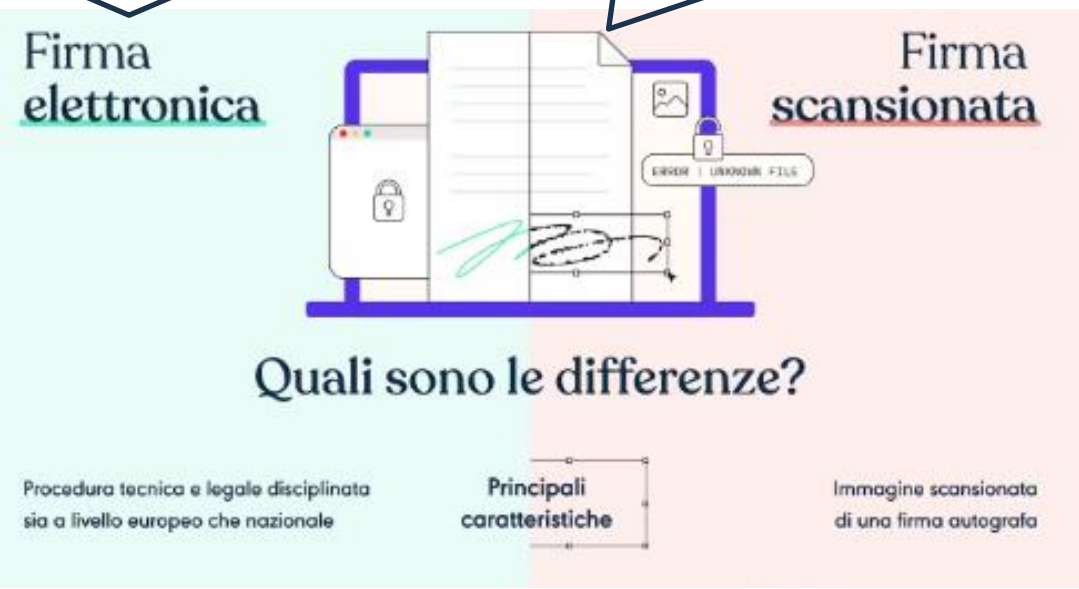 Firma
elettronica
Firma
scansionata
ERROR | UNKNOWN FILE
Quali sono le differenze?
Procedura tecnica e legale disciplinata
sia a livello europeo che nazionale
Principali
caratteristiche
Immagine scansionata
di una firma autografa